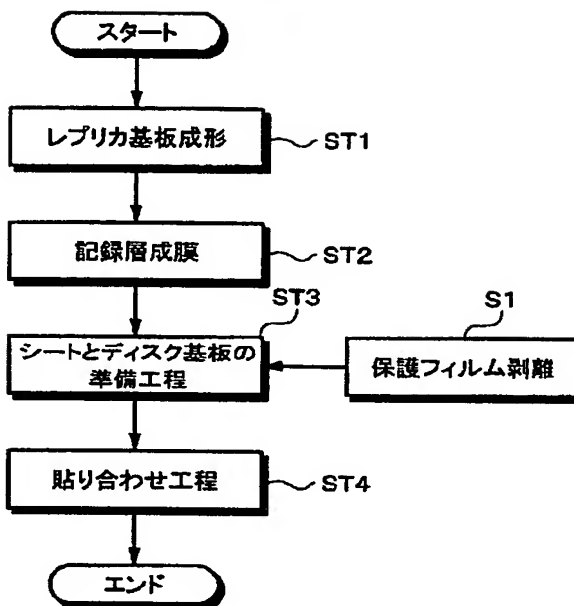 スタート
レプリカ基板成形
ST1
記録層成膜
ST2
ST3
S1
シートとディスク基板の
準備工程
保護フィルム剥離
貼り合わせ工程
ST4
エンド